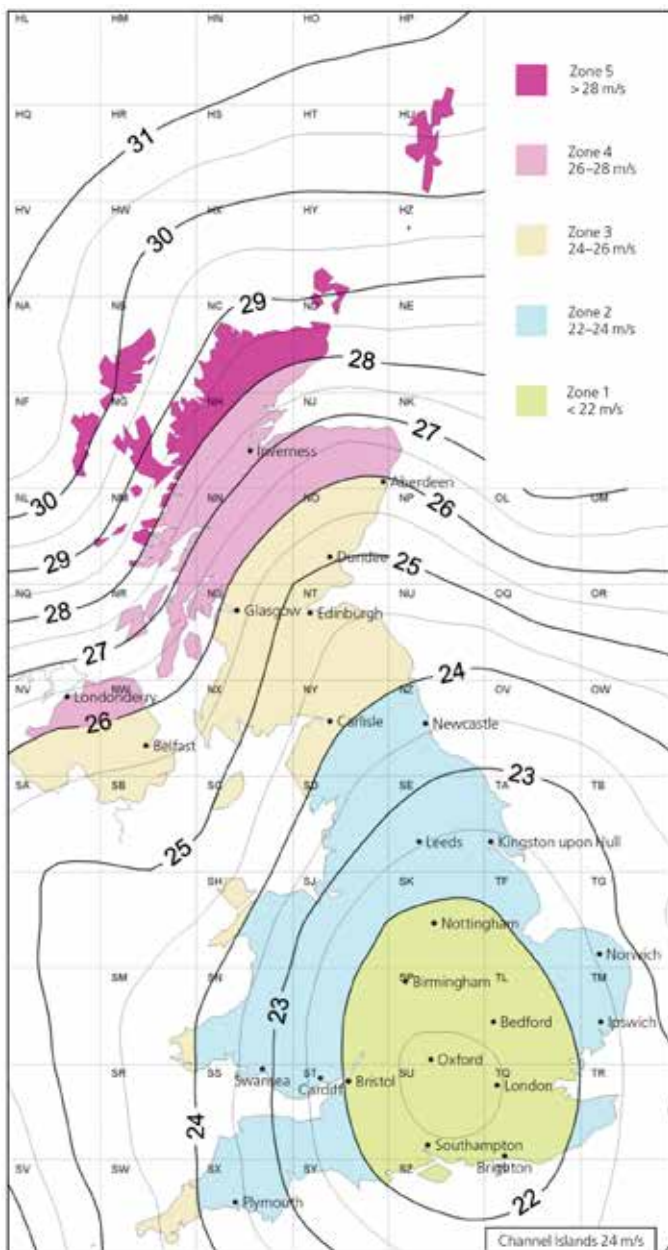 HL HM HN HO HP
Zone 5
> 28 m/s
HQ HR HS HT HU
31
Zone 4
26–28 m/s
HV HW HX HY HZ
30
Zone 3
24–26 m/s
NA NB NC ND NE
29
Zone 2
22–24 m/s
28
NF NG NH NJ NK
Zone 1
< 22 m/s
27
Inverness
Aberdeen
NL NM NN NO NP OL OM
30
26
29
Dundee
25
NQ NR NS NT NU OQ OR
28
Glasgow
Edinburgh
27
24
NV NW NX NY NZ OV OW
Londonderry
26
Carlisle
Newcastle
Belfast
23
SA SB SC SD SE TA TB
Leeds
Kingston upon Hull
25
SH SJ SK TF TG
Nottingham
Norwich
SM SN SP TL TM
Birmingham
23
Bedford
Ipswich
Oxford
SR SS ST SU TQ TR
Swansea
Cardiff
Bristol
London
24
Southampton
Brighton
SV SW SX SY SZ
22
Plymouth
Channel Islands 24 m/s